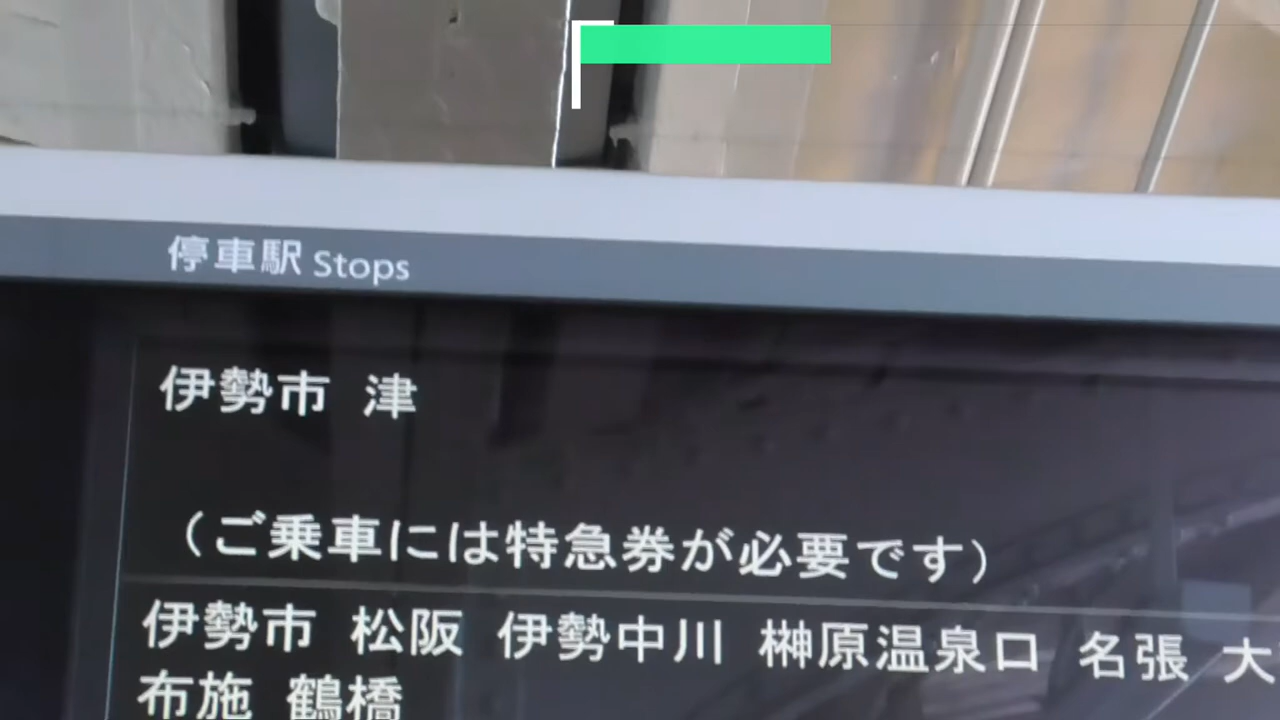 停車駅 Stops
伊勢市 津
（ご乗車には特急券が必要です）
伊勢市 松阪 伊勢中川 榊原温泉口 名張 大
布施 鶴橋